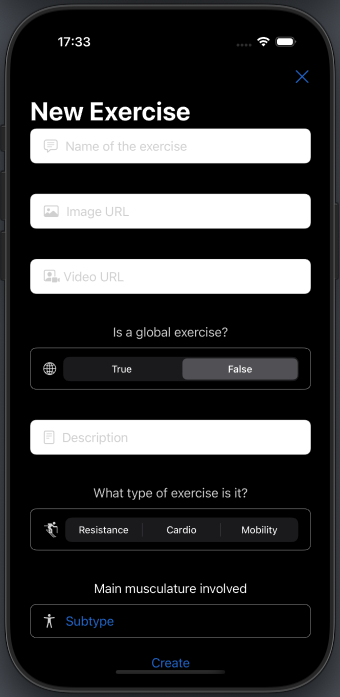 17:33
New Exercise
Name of the exercise
Image URL
Video URL
Is a global exercise?
True False
Description
What type of exercise is it?
Resistance Cardio Mobility
Main musculature involved
Subtype
Create